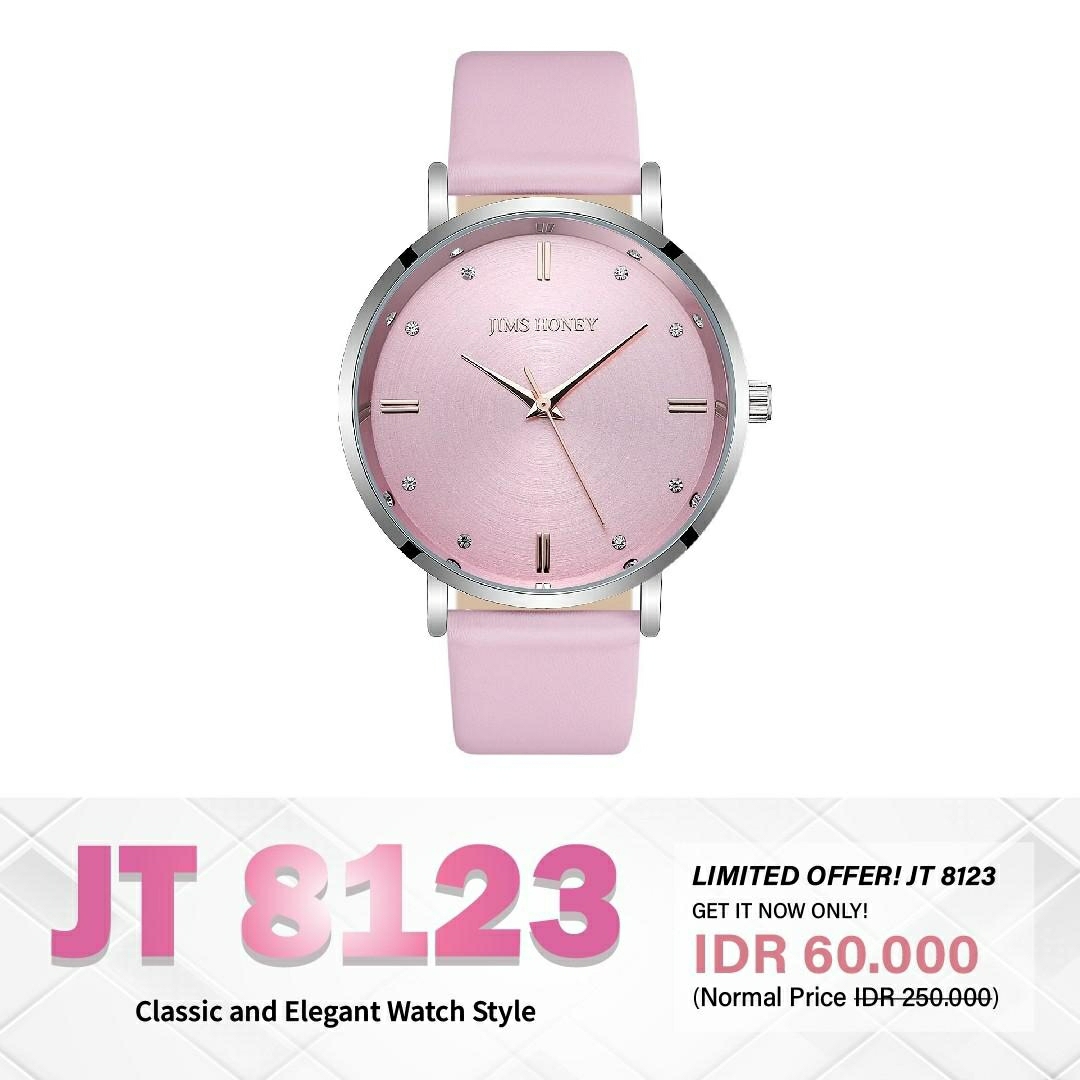 JIMS HONEY
JT 8123
Classic and Elegant Watch Style
LIMITED OFFER! JT 8123
GET IT NOW ONLY!
IDR 60.000
(Normal Price IDR 250.000)